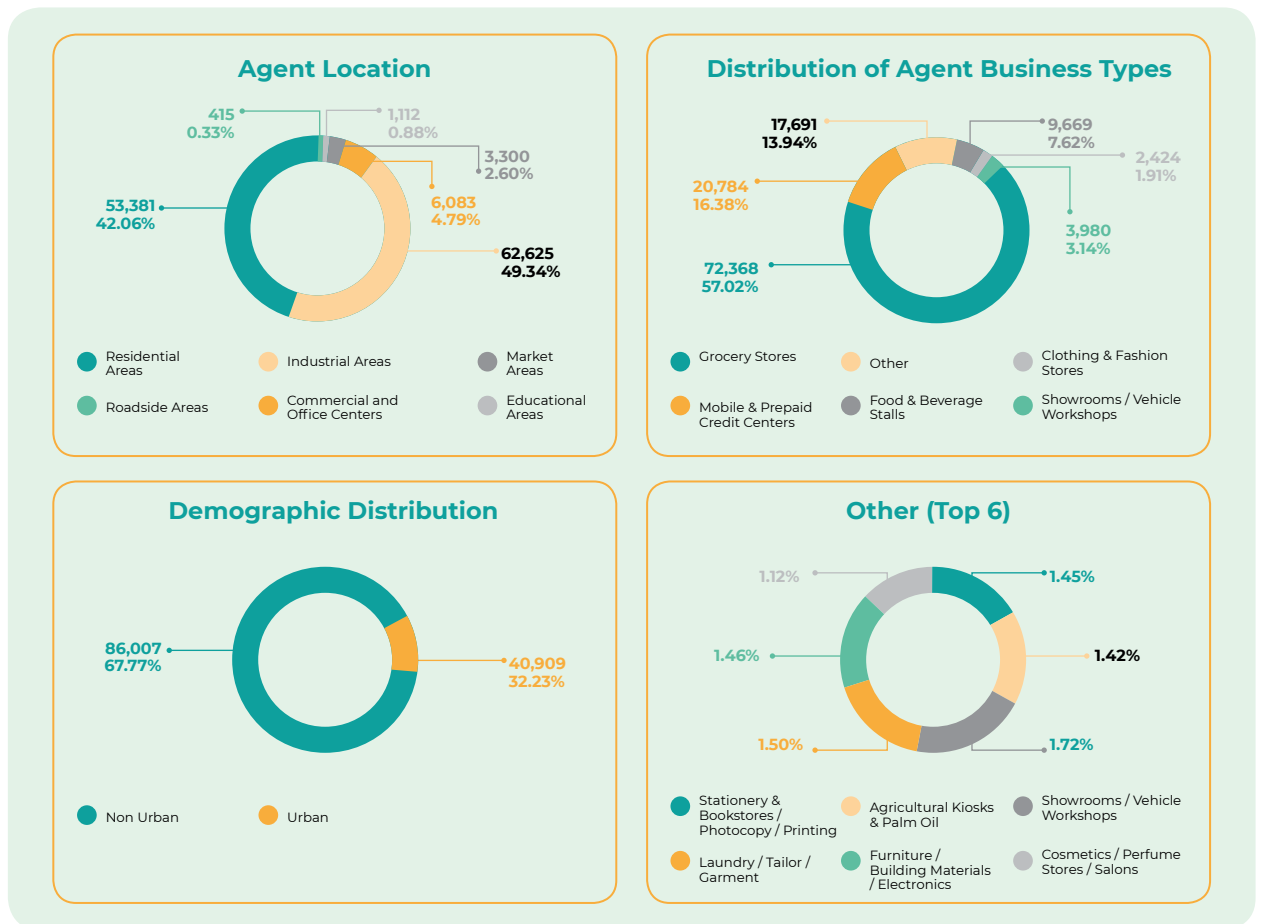 Agent Location
415
0.33%
1,112
0.88%
3,300
2.60%
53,381
42.06%
6,083
4.79%
62,625
49.34%
Residential
Areas
Industrial Areas
Market
Areas
Roadside Areas
Commercial and
Office Centers
Educational
Areas
Distribution of Agent Business Types
17,691
13.94%
9,669
7.62%
2,424
1.91%
20,784
16.38%
3,980
3.14%
72,368
57.02%
Grocery Stores
Other
Clothing & Fashion
Stores
Mobile & Prepaid
Credit Centers
Food & Beverage
Stalls
Showrooms / Vehicle
Workshops
Demographic Distribution
86,007
67.77%
40,909
32.23%
Non Urban
Urban
Other (Top 6)
1.12%
1.45%
1.46%
1.42%
1.50%
1.72%
Stationery &
Bookstores /
Photocopy / Printing
Agricultural Kiosks
& Palm Oil
Showrooms / Vehicle
Workshops
Laundry / Tailor /
Garment
Furniture /
Building Materials
/ Electronics
Cosmetics / Perfume
Stores / Salons